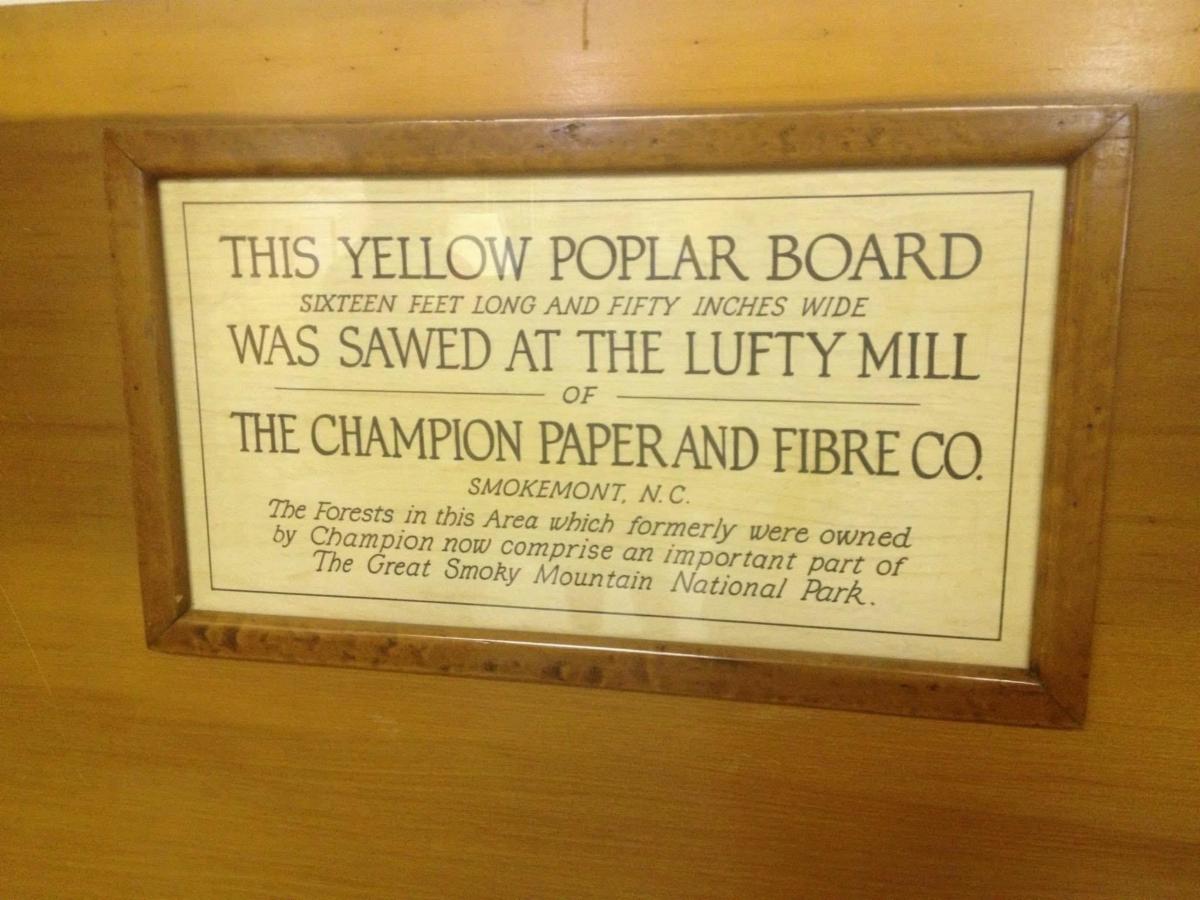 THIS YELLOW POPLAR BOARD
SIXTEEN FEET LONG AND FIFTY INCHES WIDE
WAS SAWED AT THE LUFTY MILL
OF
THE CHAMPION PAPER AND FIBRE CO.
SMOKEMONT, N.C.
The Forests in this Area which formerly were owned
by Champion now comprise an important part of
The Great Smoky Mountain National Park.